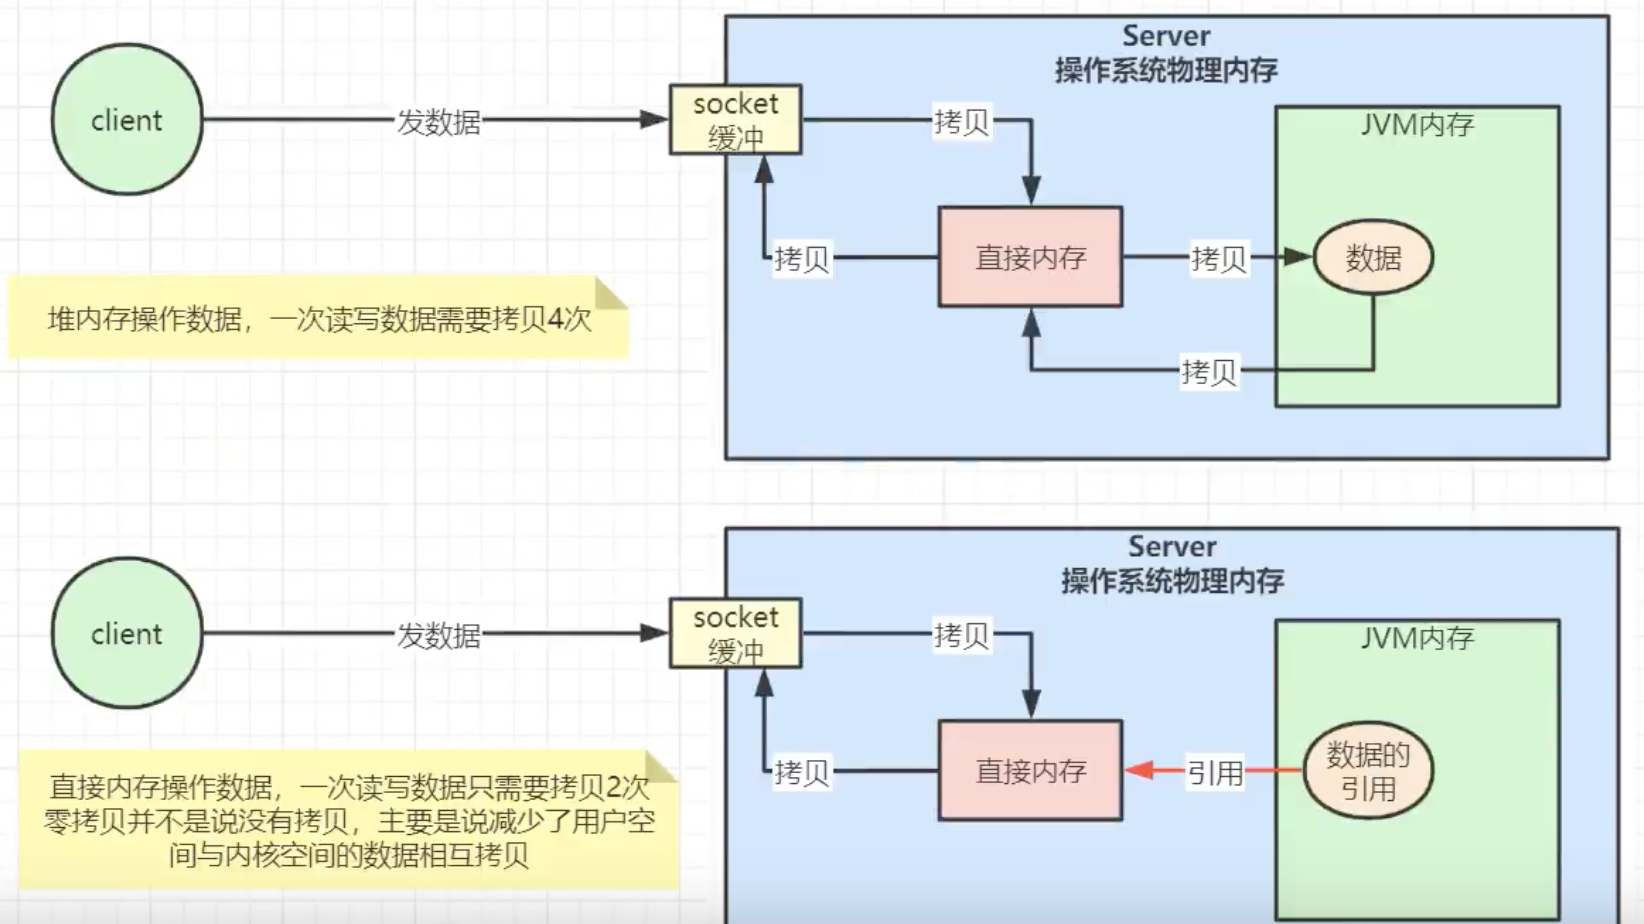 Server
操作系统物理内存
client
发数据
socket
缓冲
拷贝
JVM内存
拷贝
直接内存
拷贝
数据
拷贝
堆内存操作数据，一次读写数据需要拷贝4次
Server
操作系统物理内存
client
发数据
socket
缓冲
拷贝
JVM内存
拷贝
直接内存
引用
数据的
引用
直接内存操作数据，一次读写数据只需要拷贝2次
零拷贝并不是说没有拷贝，主要是说减少了用户空
间与内核空间的数据相互拷贝